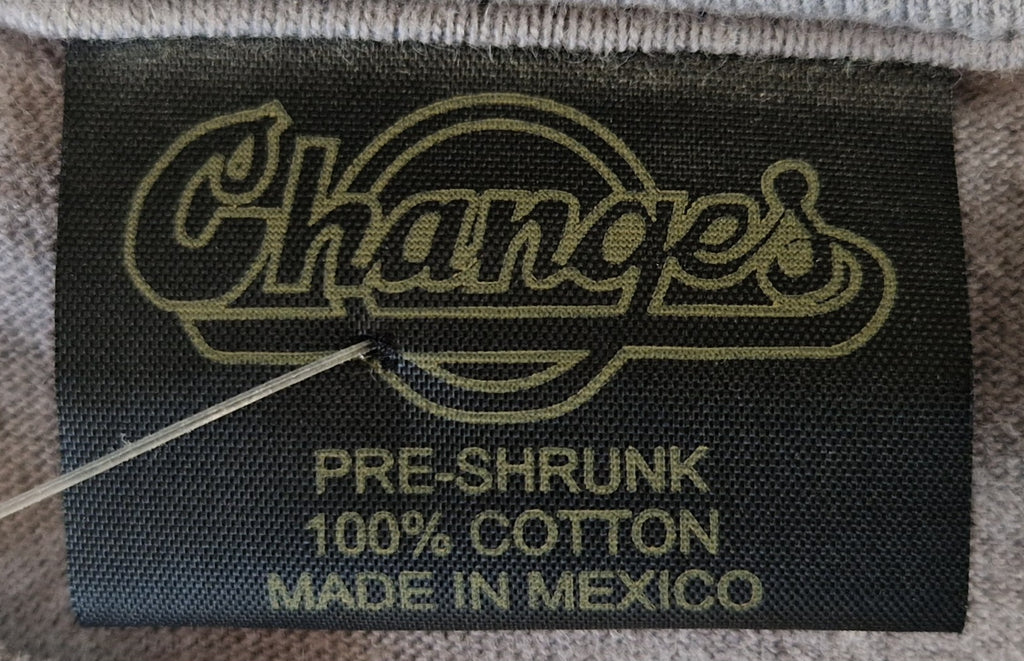 Changes
PRE-SHRUNK
100% COTTON
MADE IN MEXICO